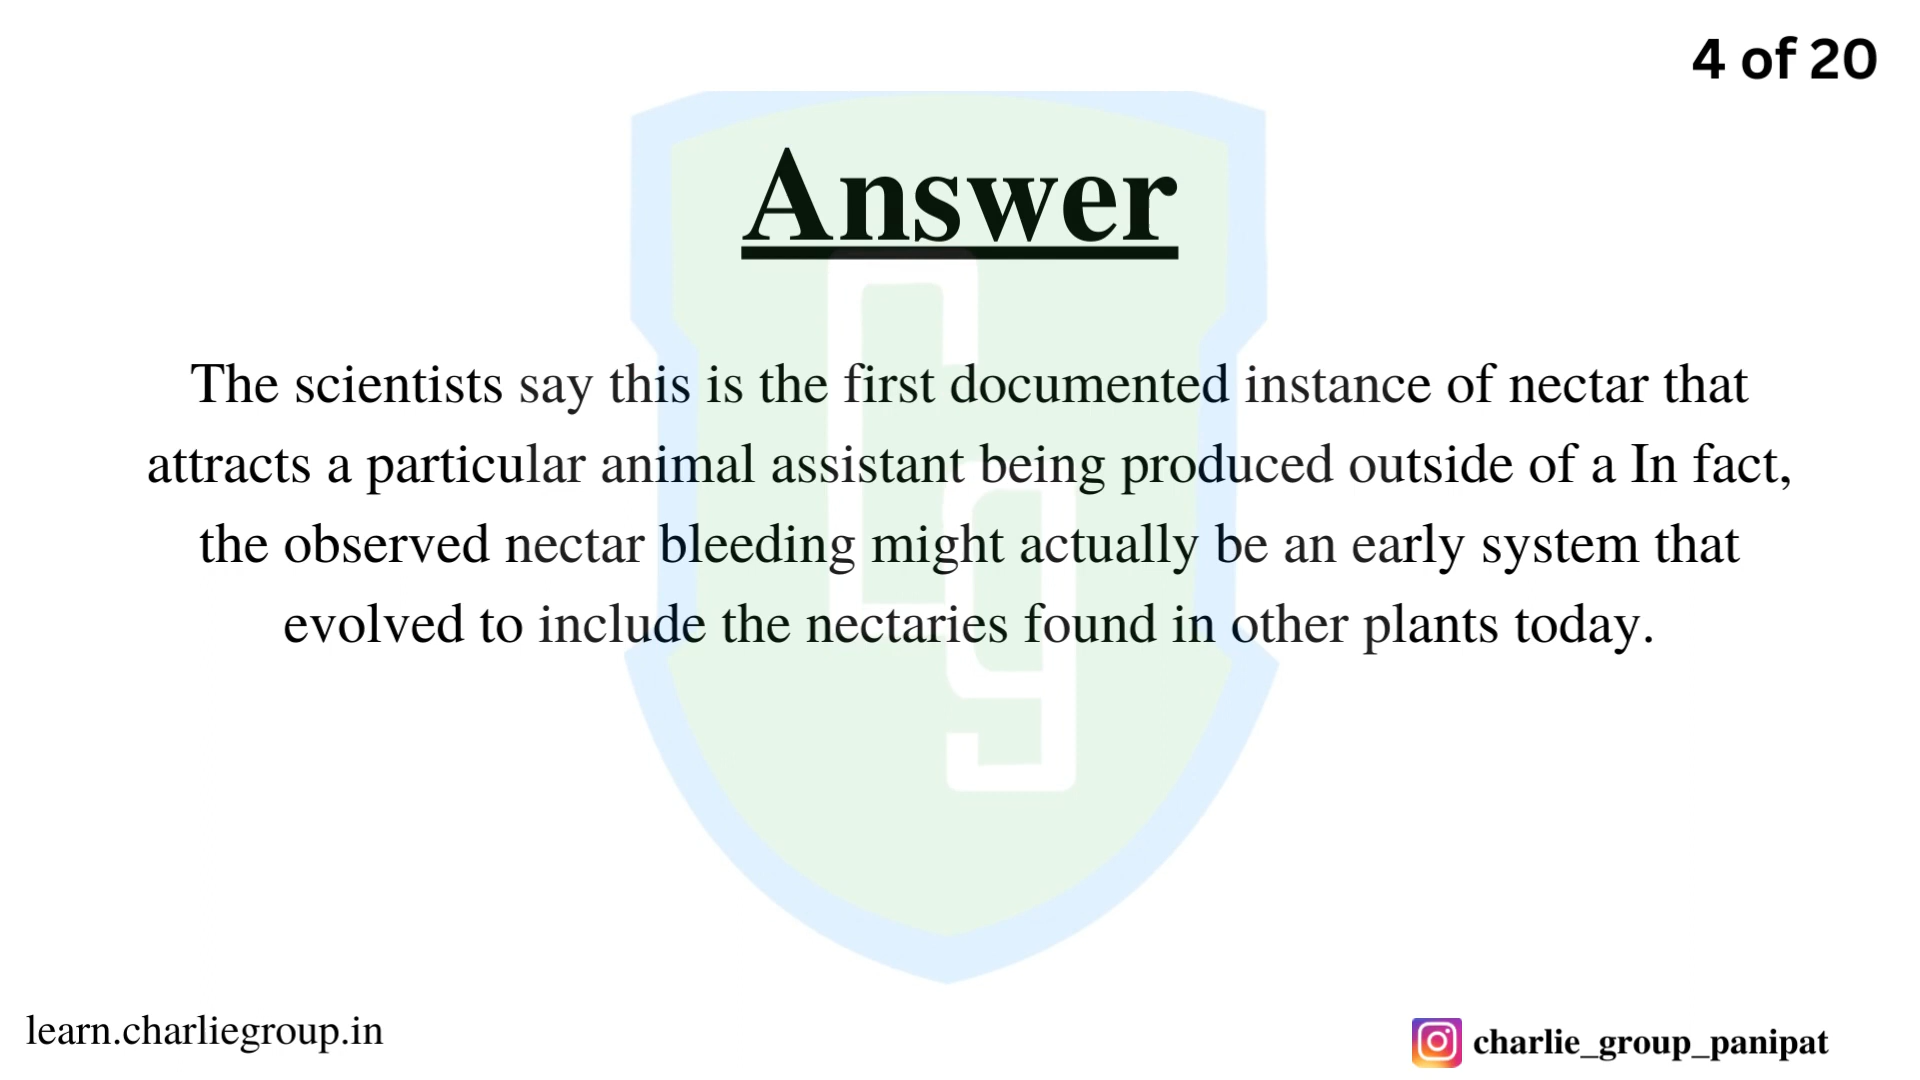 4 of 20
Answer
The scientists say this is the first documented instance of nectar that
attracts a particular animal assistant being produced outside of a In fact,
the observed nectar bleeding might actually be an early system that
evolved to include the nectaries found in other plants today.
Cg
learn.charliegroup.in
charlie_group_panipat